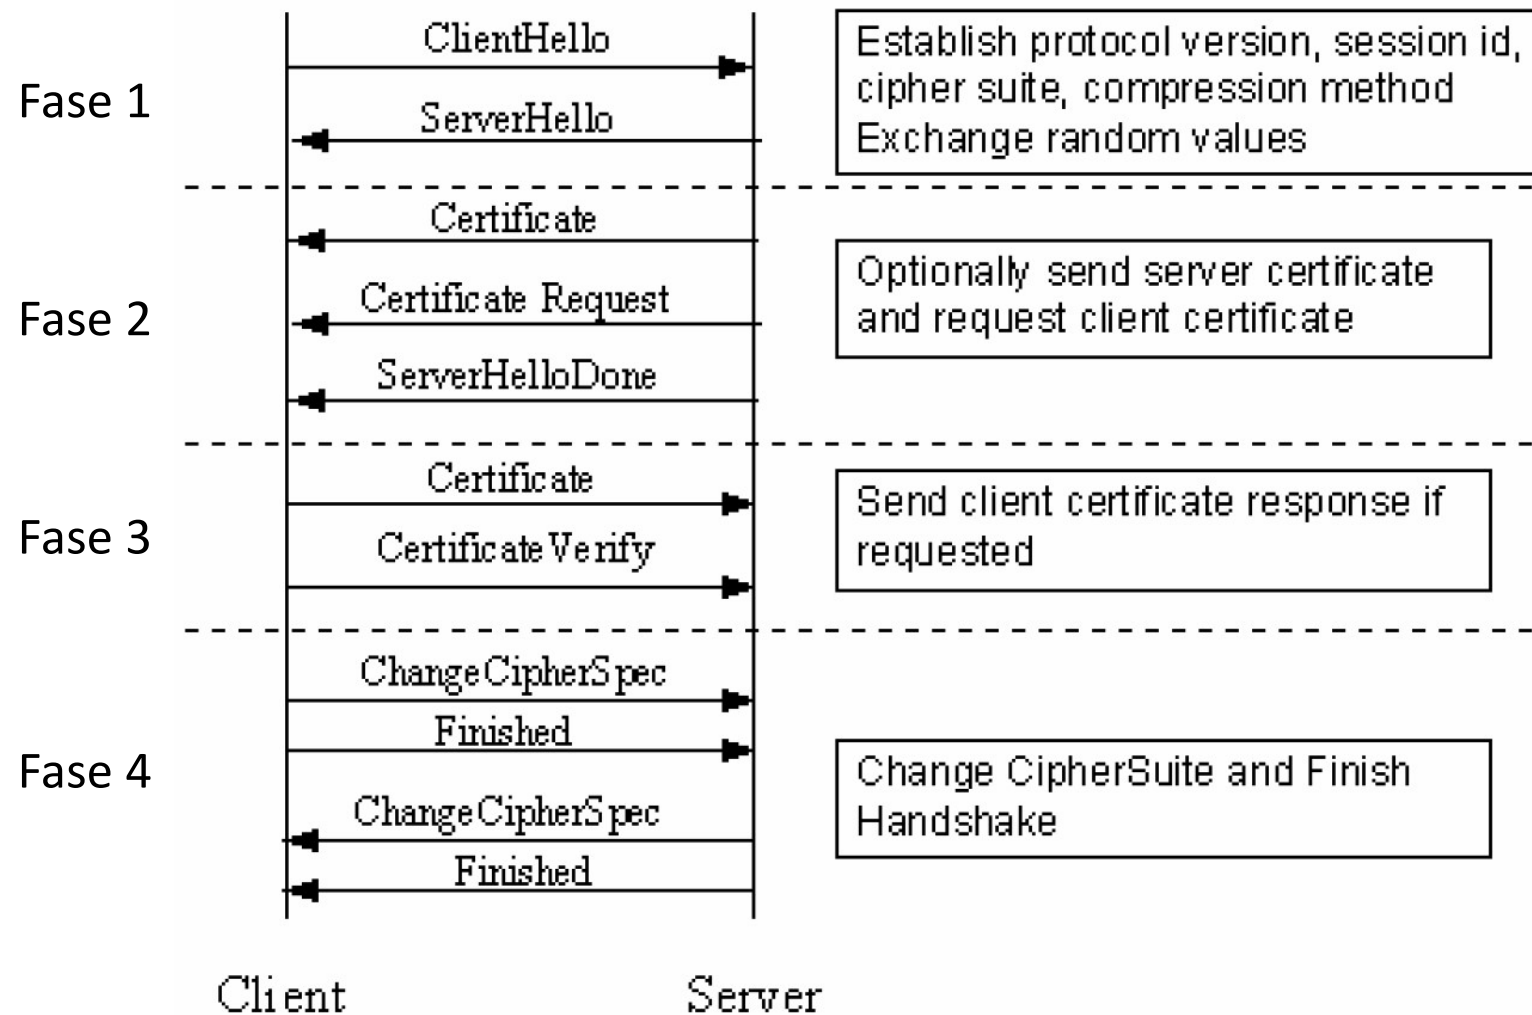 Fase 1
ClientHello
ServerHello
Establish protocol version, session id,
cipher suite, compression method
Exchange random values
Fase 2
Certificate
Certificate Request
ServerHelloDone
Optionally send server certificate
and request client certificate
Fase 3
Certificate
CertificateVerify
Send client certificate response if
requested
Fase 4
ChangeCipherSpec
Finished
ChangeCipherSpec
Finished
Change CipherSuite and Finish
Handshake
Client
Server